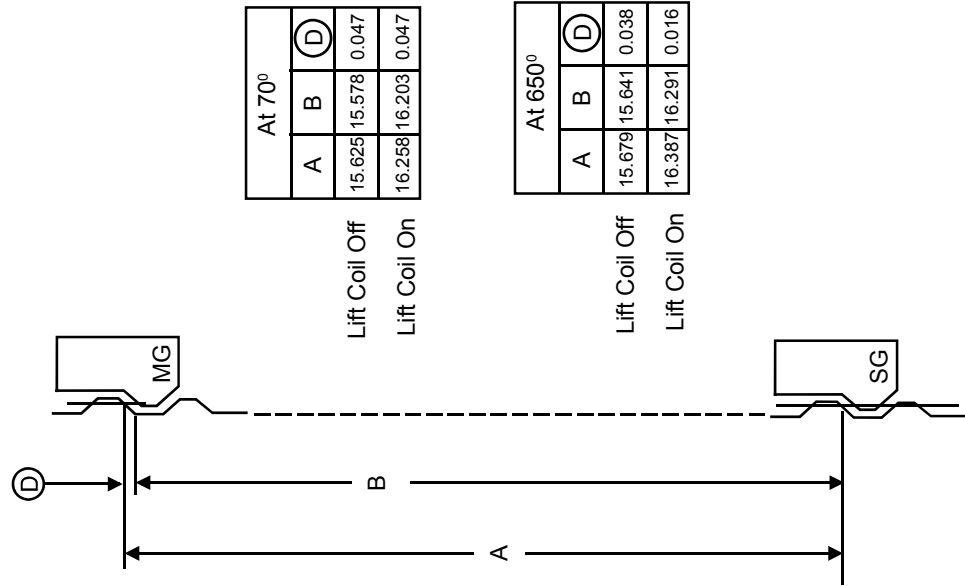 At 70⁰
A B D
Lift Coil Off 15.625 15.578 0.047
Lift Coil On 16.258 16.203 0.047
At 650⁰
A B D
Lift Coil Off 15.679 15.641 0.038
Lift Coil On 16.387 16.291 0.016
MG
SG
D
B
A